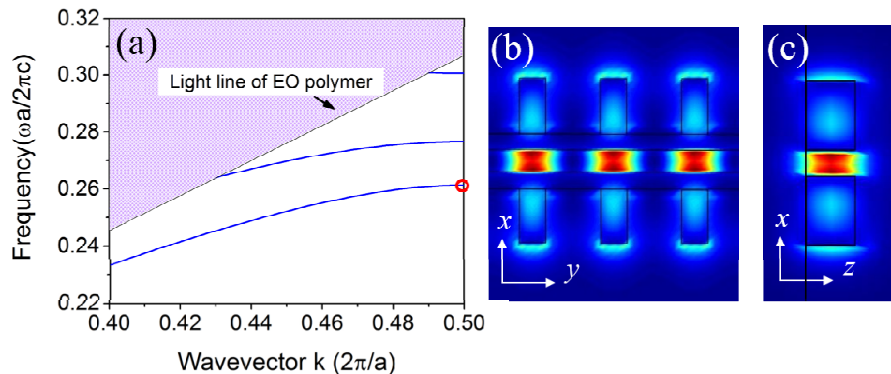 (a)
Light line of EO polymer
Frequency(ωa/2πc)
0.32
0.30
0.28
0.26
0.24
0.22
0.40
0.42
0.44
0.46
0.48
0.50
Wavevector k (2π/a)
(b)
x
y
(c)
x
z